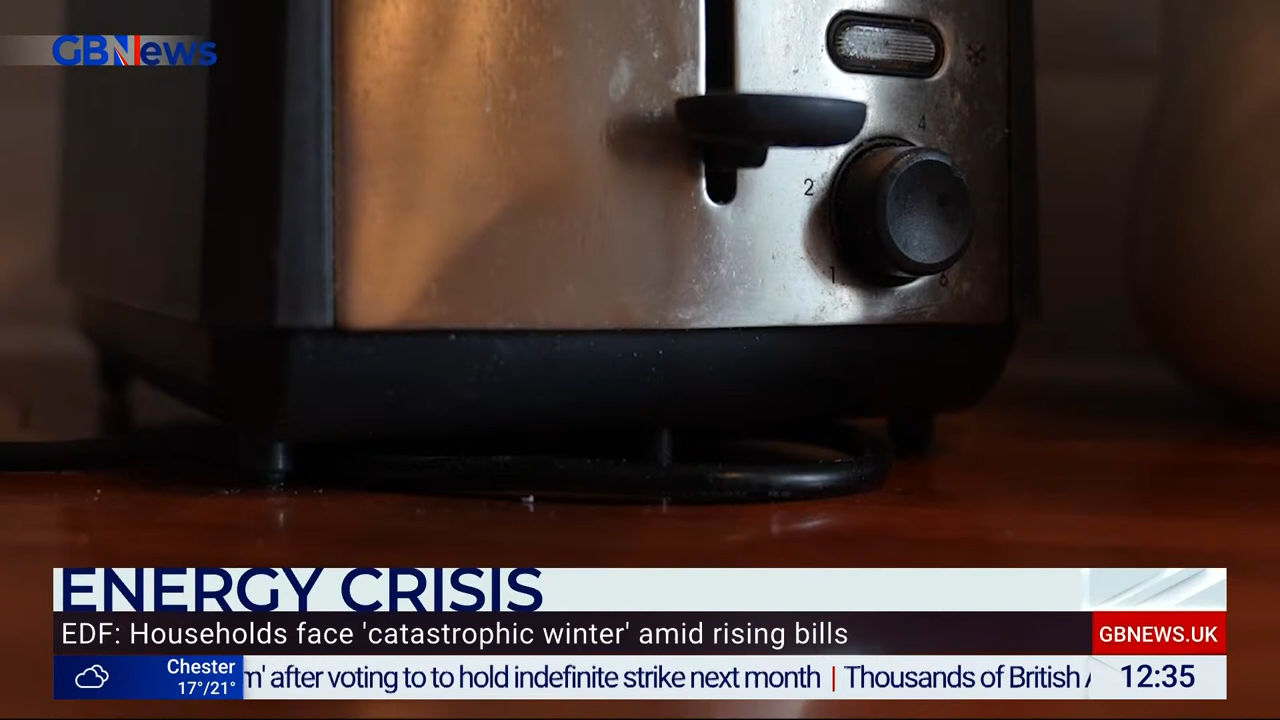 GBNews
4
2
1
6
ENERGY CRISIS
EDF: Households face 'catastrophic winter' amid rising bills
GBNEWS.UK
Chester
17°/21°
m' after voting to to hold indefinite strike next month | Thousands of British
12:35